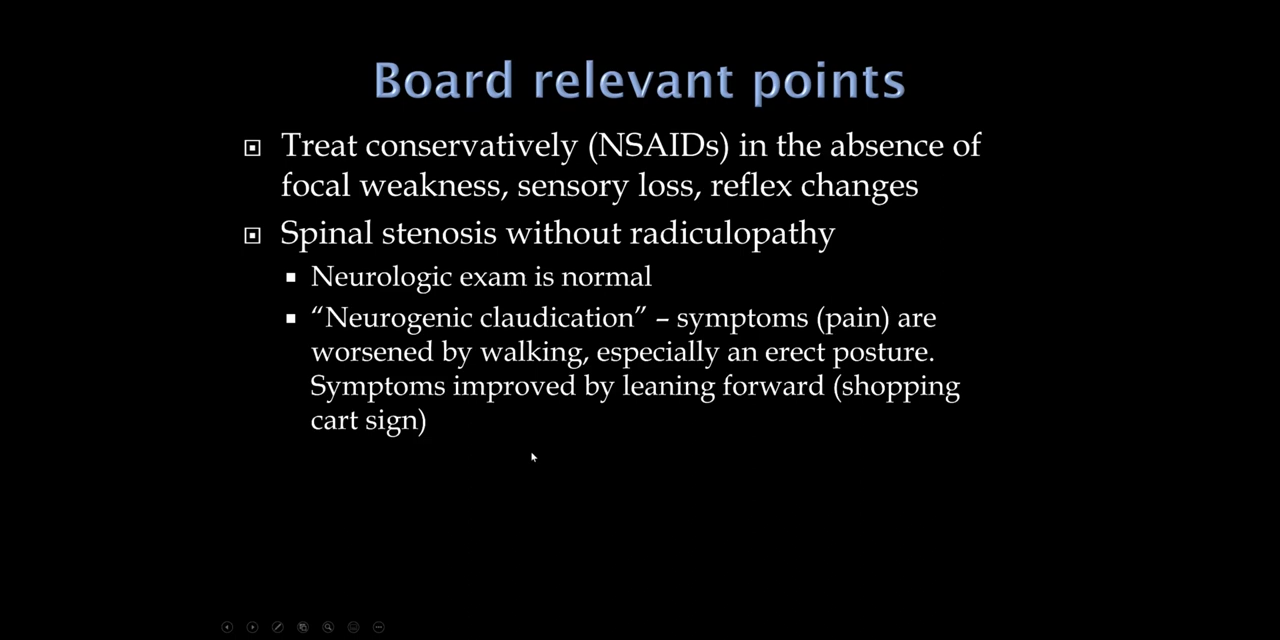 Board relevant points
Treat conservatively (NSAIDs) in the absence of
focal weakness, sensory loss, reflex changes
Spinal stenosis without radiculopathy
Neurologic exam is normal
“Neurogenic claudication” – symptoms (pain) are
worsened by walking, especially an erect posture.
Symptoms improved by leaning forward (shopping
cart sign)